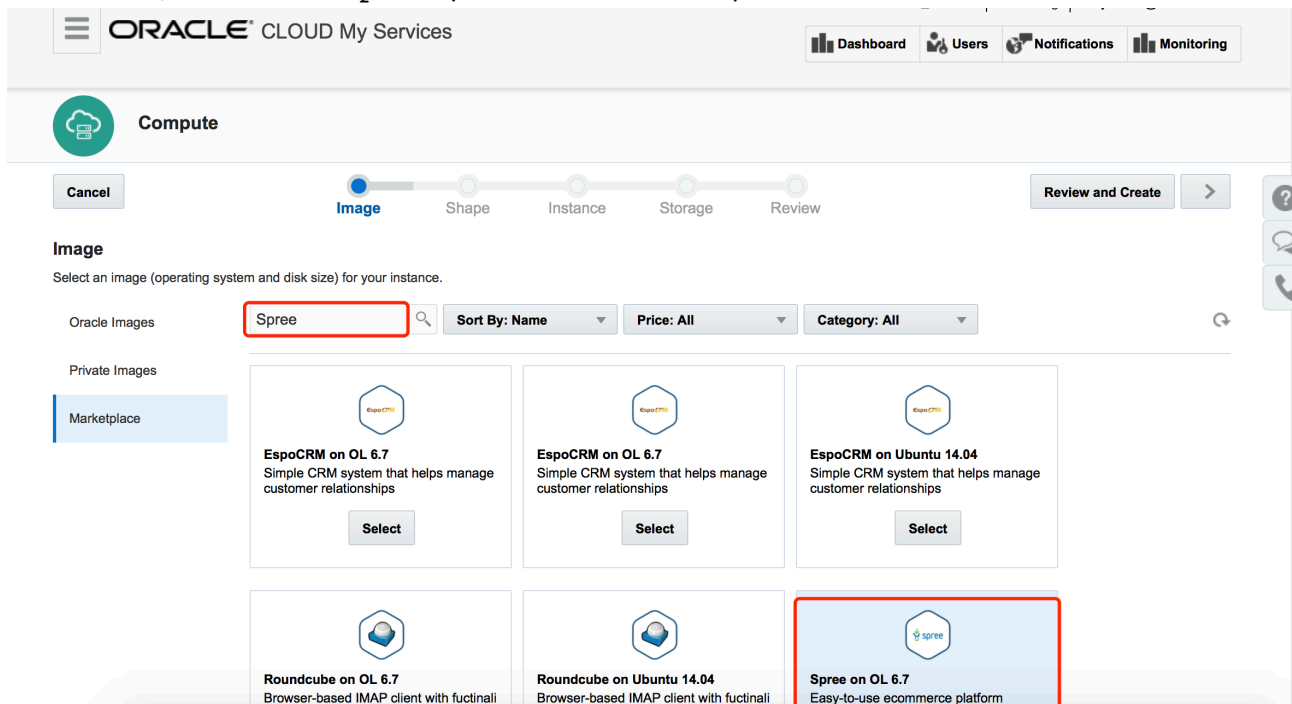 ORACLE CLOUD My Services
Dashboard Users Notifications Monitoring
Compute
Cancel
Image Shape Instance Storage Review
Review and Create
Image
Select an image (operating system and disk size) for your instance.
Oracle Images
Private Images
Marketplace
Spree
Sort By: Name
Price: All
Category: All
EspoCRM
EspoCRM on OL 6.7
Simple CRM system that helps manage
customer relationships
Select
EspoCRM
EspoCRM on OL 6.7
Simple CRM system that helps manage
customer relationships
Select
EspoCRM
EspoCRM on Ubuntu 14.04
Simple CRM system that helps manage
customer relationships
Select
Roundcube on OL 6.7
Browser-based IMAP client with fuctinali
Roundcube on Ubuntu 14.04
Browser-based IMAP client with fuctinali
spree
Spree on OL 6.7
Easy-to-use ecommerce platform